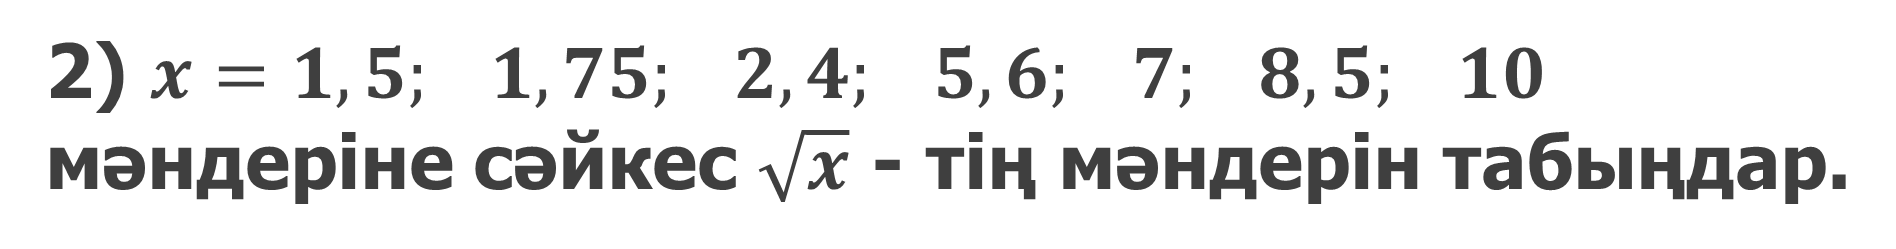 2) x = 1,5; 1,75; 2,4; 5,6; 7; 8,5; 10
мәндеріне сәйкес √x - тің мәндерін табыңдар.